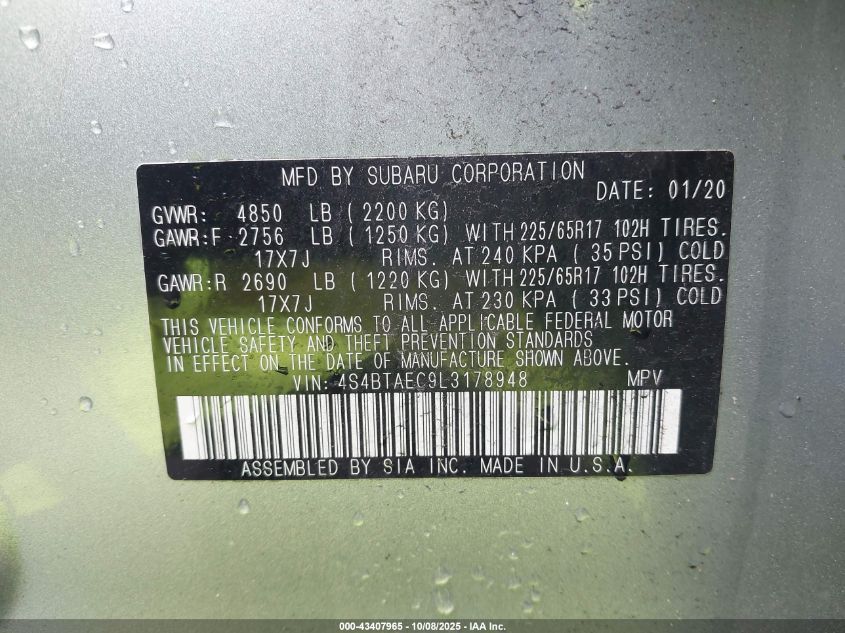 MFD BY SUBARU CORPORATION
DATE: 01/20
GVWR: 4850 LB ( 2200 KG)
GAWR:F 2756 LB ( 1250 KG) WITH 225/65R17 102H TIRES.
17X7J RIMS. AT 240 KPA ( 35 PSI) COLD
GAWR:R 2690 LB ( 1220 KG) WITH 225/65R17 102H TIRES.
17X7J RIMS. AT 230 KPA ( 33 PSI) COLD
THIS VEHICLE CONFORMS TO ALL APPLICABLE FEDERAL MOTOR
VEHICLE SAFETY AND THEFT PREVENTION STANDARDS
IN EFFECT ON THE DATE OF MANUFACTURE SHOWN ABOVE.
VIN: 4S4BTAEC9L3178948 MPV
ASSEMBLED BY SIA INC. MADE IN U.S.A.
000-43407965 - 10/08/2025 - IAA Inc.